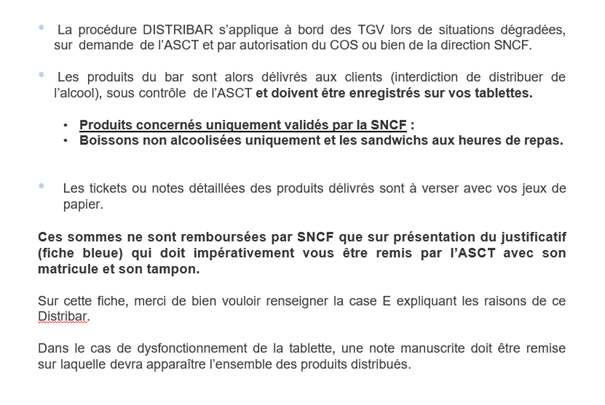 • La procédure DISTRIBAR s’applique à bord des TGV lors de situations dégradées,
sur demande de l’ASCT et par autorisation du COS ou bien de la direction SNCF.
• Les produits du bar sont alors délivrés aux clients (interdiction de distribuer de
l’alcool), sous contrôle de l’ASCT et doivent être enregistrés sur vos tablettes.
• Produits concernés uniquement validés par la SNCF :
• Boissons non alcoolisées uniquement et les sandwichs aux heures de repas.
• Les tickets ou notes détaillées des produits délivrés sont à verser avec vos jeux de
papier.
Ces sommes ne sont remboursées par SNCF que sur présentation du justificatif
(fiche bleue) qui doit impérativement vous être remis par l’ASCT avec son
matricule et son tampon.
Sur cette fiche, merci de bien vouloir renseigner la case E expliquant les raisons de ce
Distribar.
Dans le cas de dysfonctionnement de la tablette, une note manuscrite doit être remise
sur laquelle devra apparaître l’ensemble des produits distribués.